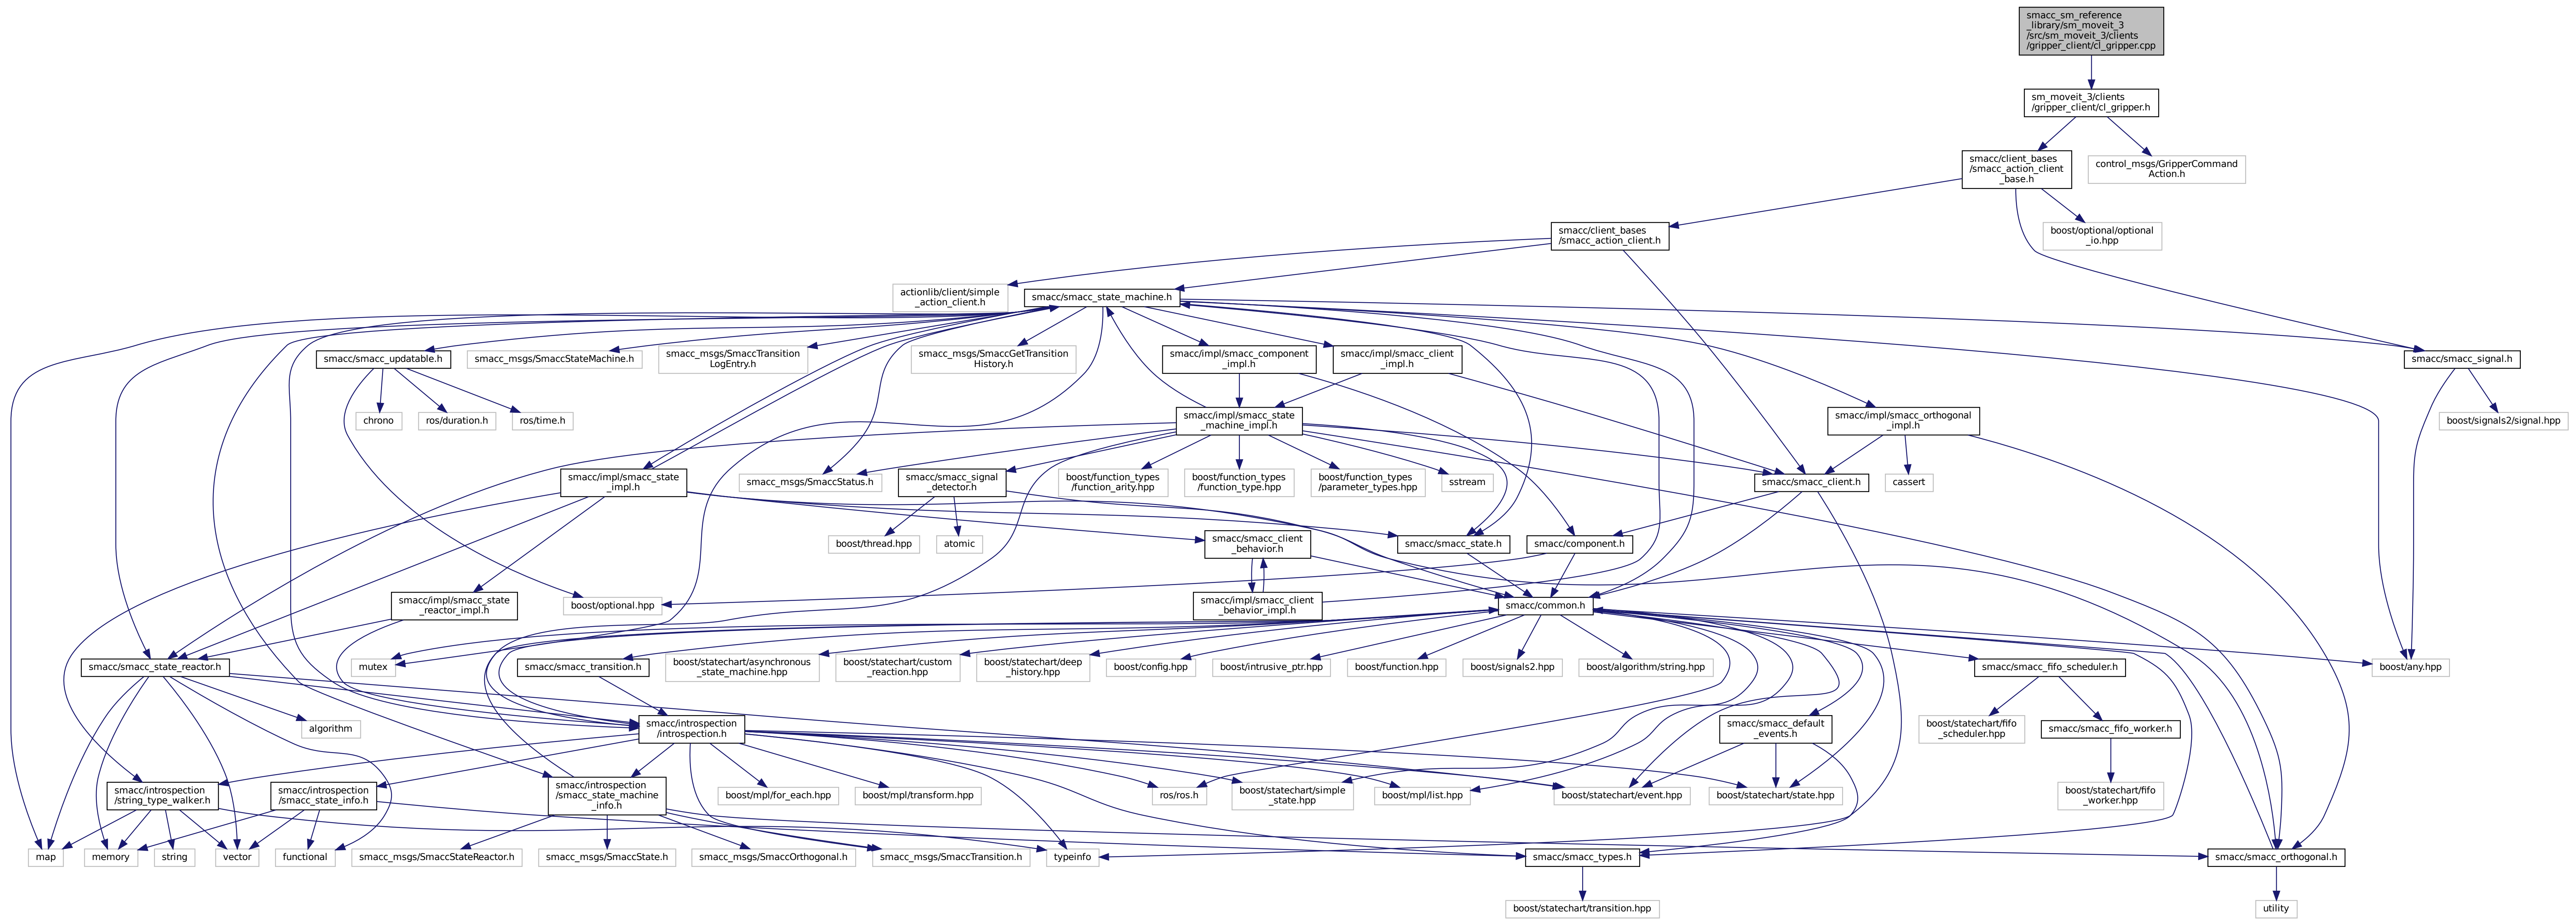 smacc_sm_reference
_library/sm_moveit_3
/src/sm_moveit_3/clients
/gripper_client/cl_gripper.cpp
sm_moveit_3/clients
/gripper_client/cl_gripper.h
smacc/client_bases
/smacc_action_client
_base.h
control_msgs/GripperCommand
Action.h
smacc/client_bases
/smacc_action_client.h
boost/optional/optional
_io.hpp
actionlib/client/simple
_action_client.h
smacc/smacc_state_machine.h
smacc/smacc_updatable.h
smacc_msgs/SmaccStateMachine.h
smacc_msgs/SmaccTransition
LogEntry.h
smacc_msgs/SmaccGetTransition
History.h
smacc/impl/smacc_component
_impl.h
smacc/impl/smacc_client
_impl.h
smacc/smacc_signal.h
chrono
ros/duration.h
ros/time.h
smacc/impl/smacc_state
_machine_impl.h
smacc/impl/smacc_orthogonal
_impl.h
boost/signals2/signal.hpp
smacc/impl/smacc_state
_impl.h
smacc_msgs/SmaccStatus.h
smacc/smacc_signal
_detector.h
boost/function_types
/function_arity.hpp
boost/function_types
/function_type.hpp
boost/function_types
/parameter_types.hpp
sstream
smacc/smacc_client.h
cassert
boost/thread.hpp
atomic
smacc/smacc_client
_behavior.h
smacc/smacc_state.h
smacc/component.h
smacc/impl/smacc_state
_reactor_impl.h
boost/optional.hpp
smacc/impl/smacc_client
_behavior_impl.h
smacc/common.h
smacc/smacc_state_reactor.h
mutex
smacc/smacc_transition.h
boost/statechart/asynchronous
_state_machine.hpp
boost/statechart/custom
_reaction.hpp
boost/statechart/deep
_history.hpp
boost/config.hpp
boost/intrusive_ptr.hpp
boost/function.hpp
boost/signals2.hpp
boost/algorithm/string.hpp
smacc/smacc_fifo_scheduler.h
boost/any.hpp
algorithm
smacc/introspection
/introspection.h
smacc/smacc_default
_events.h
boost/statechart/fifo
_scheduler.hpp
smacc/smacc_fifo_worker.h
smacc/introspection
/string_type_walker.h
smacc/introspection
/smacc_state_info.h
smacc/introspection
/smacc_state_machine
_info.h
boost/mpl/for_each.hpp
boost/mpl/transform.hpp
ros/ros.h
boost/statechart/simple
_state.hpp
boost/mpl/list.hpp
boost/statechart/event.hpp
boost/statechart/state.hpp
boost/statechart/fifo
_worker.hpp
map
memory
string
vector
functional
smacc_msgs/SmaccStateReactor.h
smacc_msgs/SmaccState.h
smacc_msgs/SmaccOrthogonal.h
smacc_msgs/SmaccTransition.h
typeinfo
smacc/smacc_types.h
smacc/smacc_orthogonal.h
boost/statechart/transition.hpp
utility